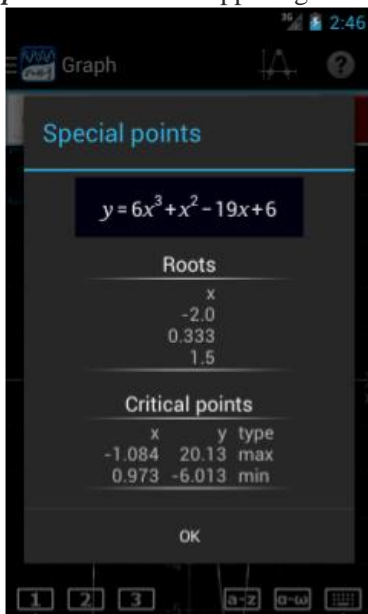 3G 2:46
Graph
Special points
y = 6x³+x²−19x+6
Roots
x
-2.0
0.333
1.5
Critical points
x y type
-1.084 20.13 max
0.973 -6.013 min
OK
1 2 3 a-z α-ω